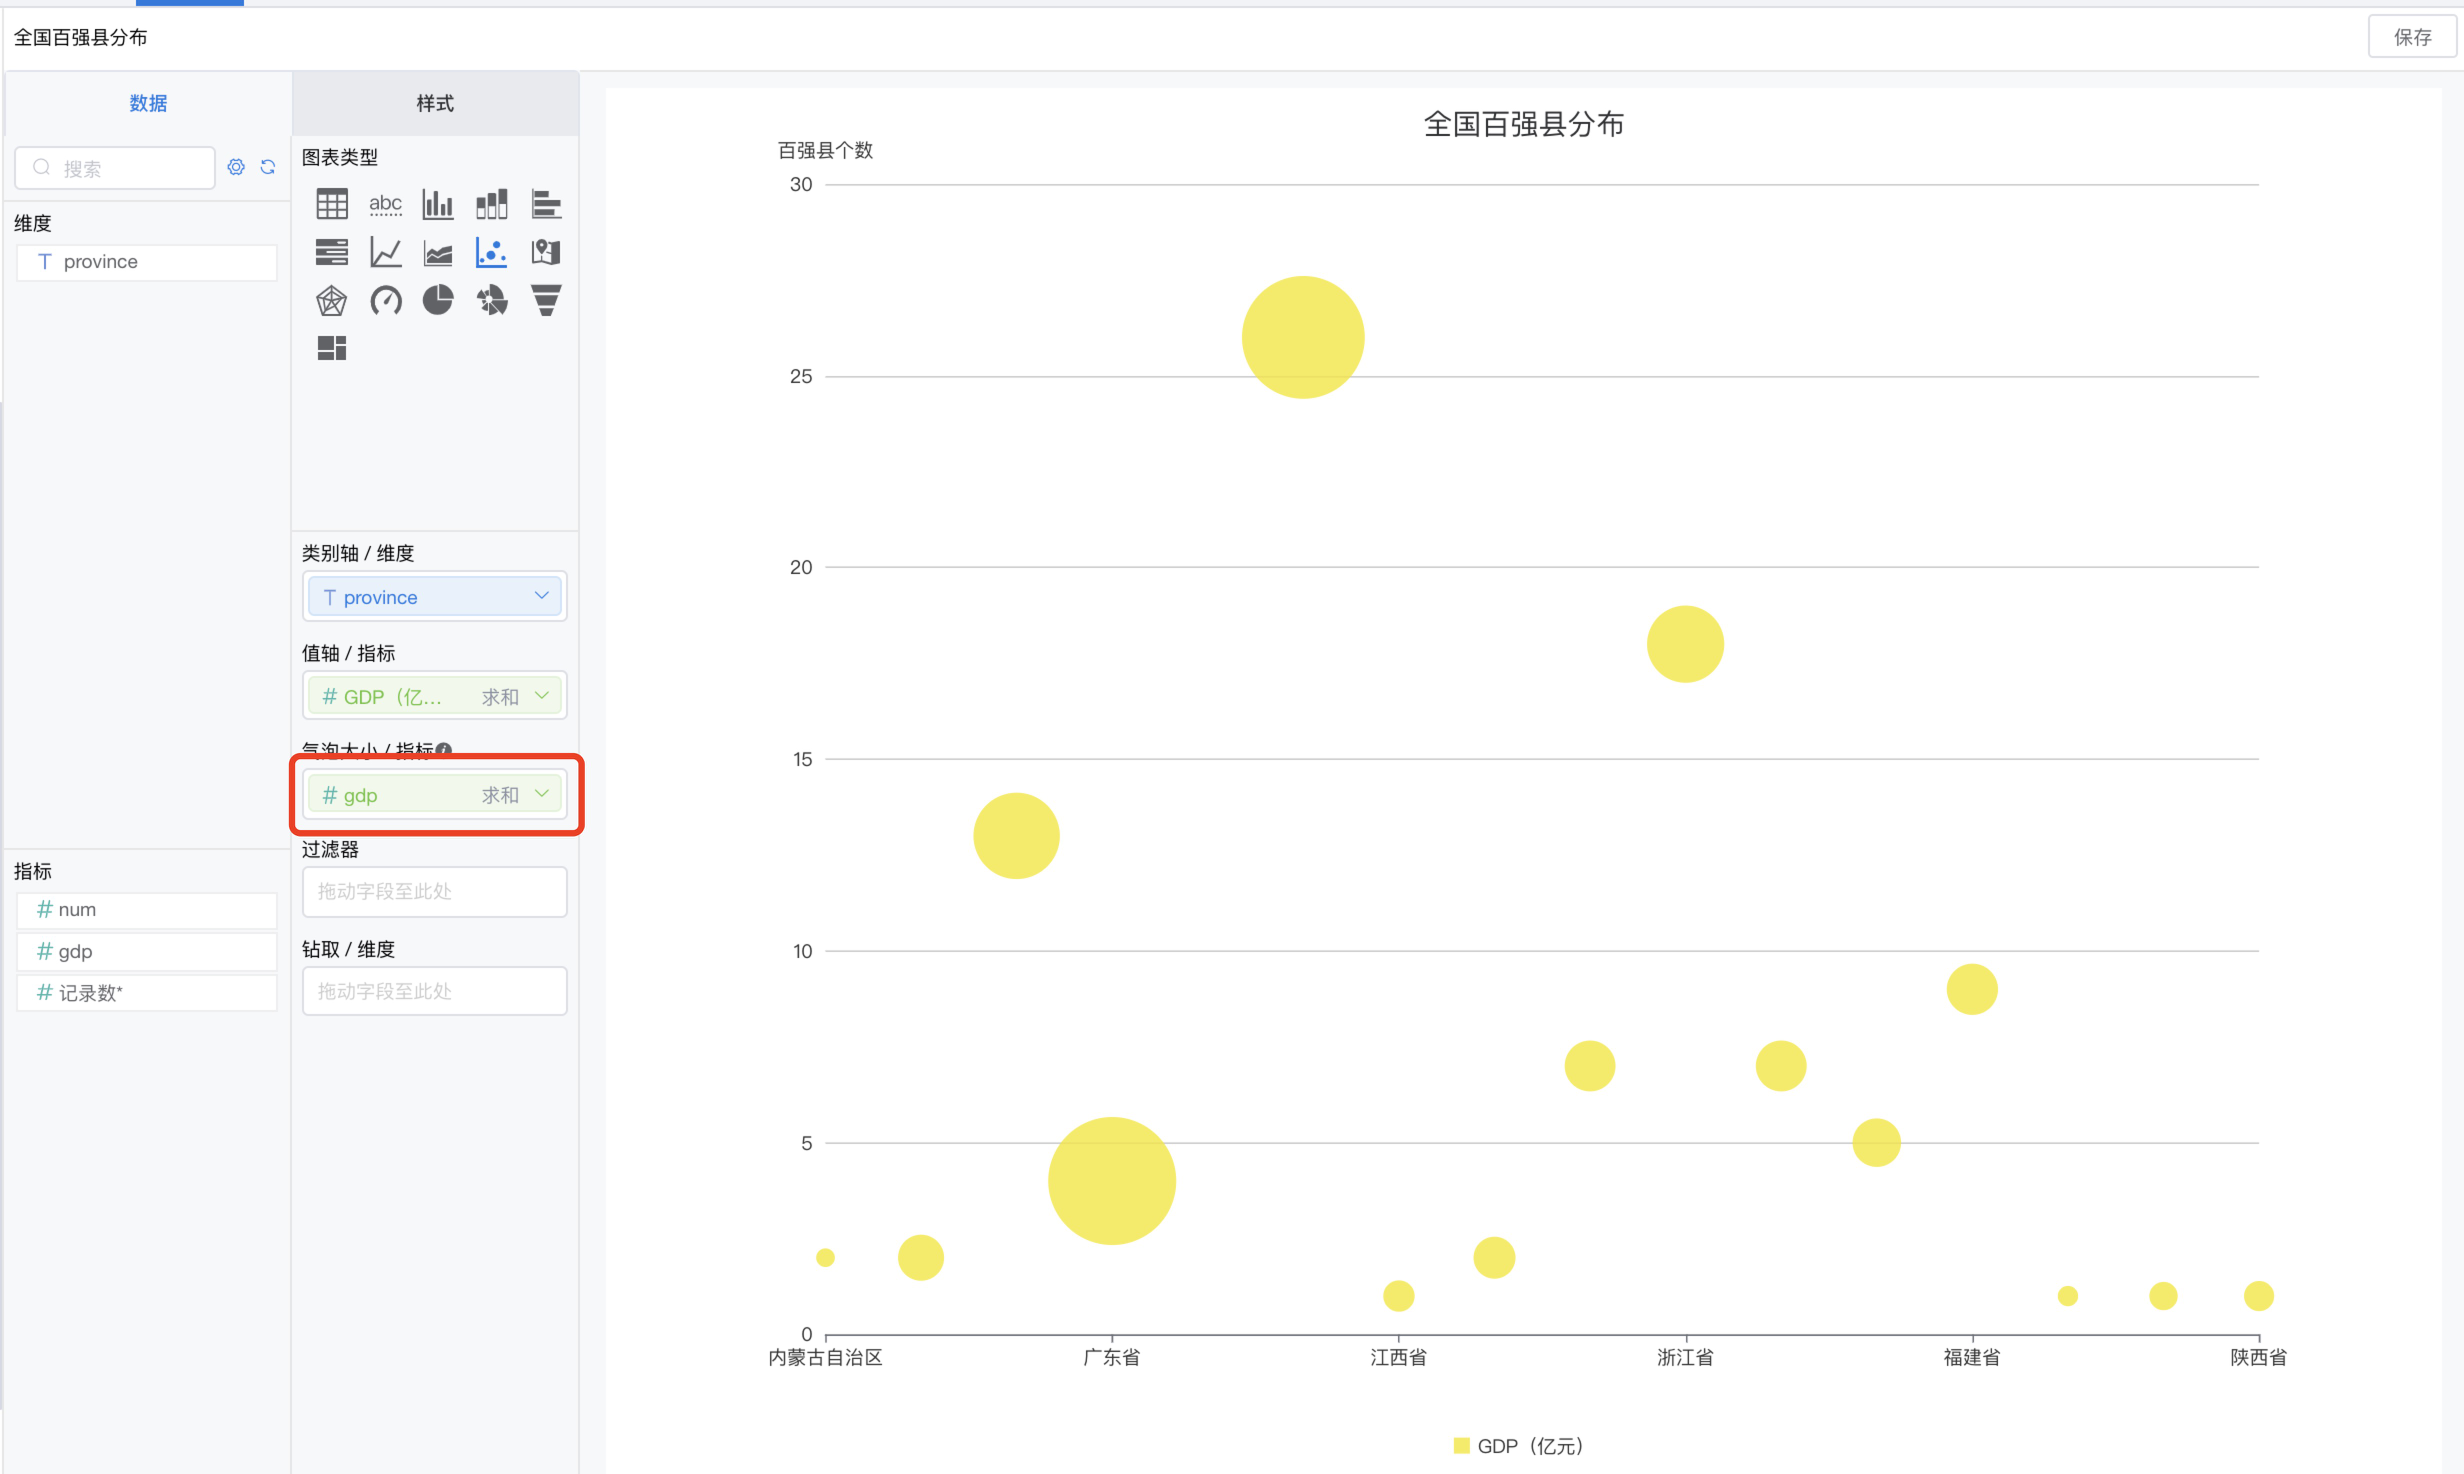 全国百强县分布
保存
数据
样式
搜索
维度
province
图表类型
abc
类别轴 / 维度
province
值轴 / 指标
GDP（亿... 求和
气泡大小 / 指标
gdp 求和
过滤器
拖动字段至此处
钻取 / 维度
拖动字段至此处
指标
num
gdp
记录数*
全国百强县分布
百强县个数
30
25
20
15
10
5
0
内蒙古自治区 广东省 江西省 浙江省 福建省 陕西省
GDP（亿元）